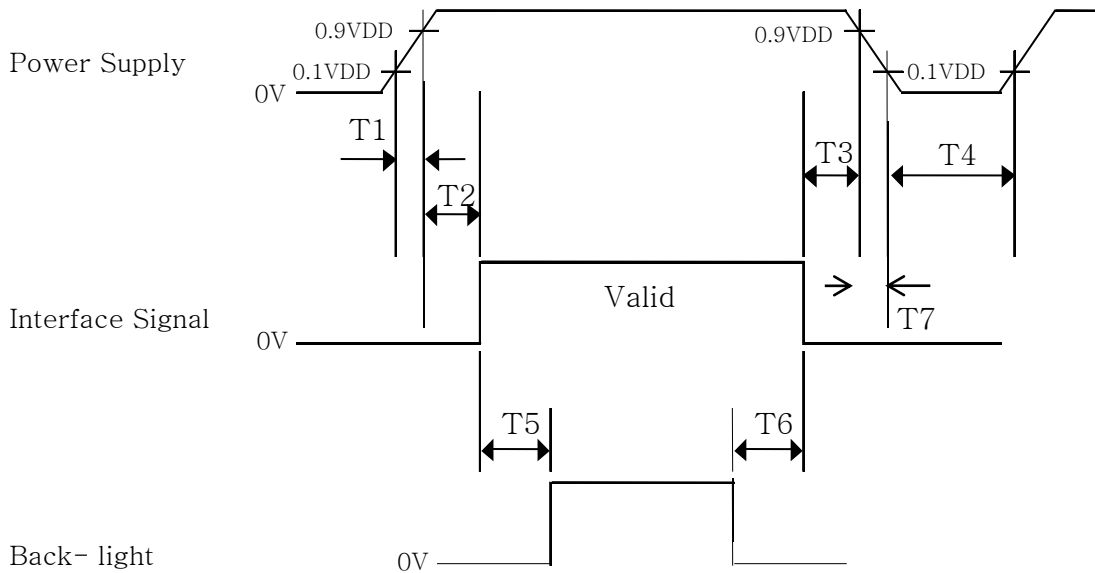 0.9VDD 0.9VDD
Power Supply 0.1VDD 0.1VDD
0V
T1 T3 T4
T2
Valid
Interface Signal T7
0V
T5 T6
Back- light 0V